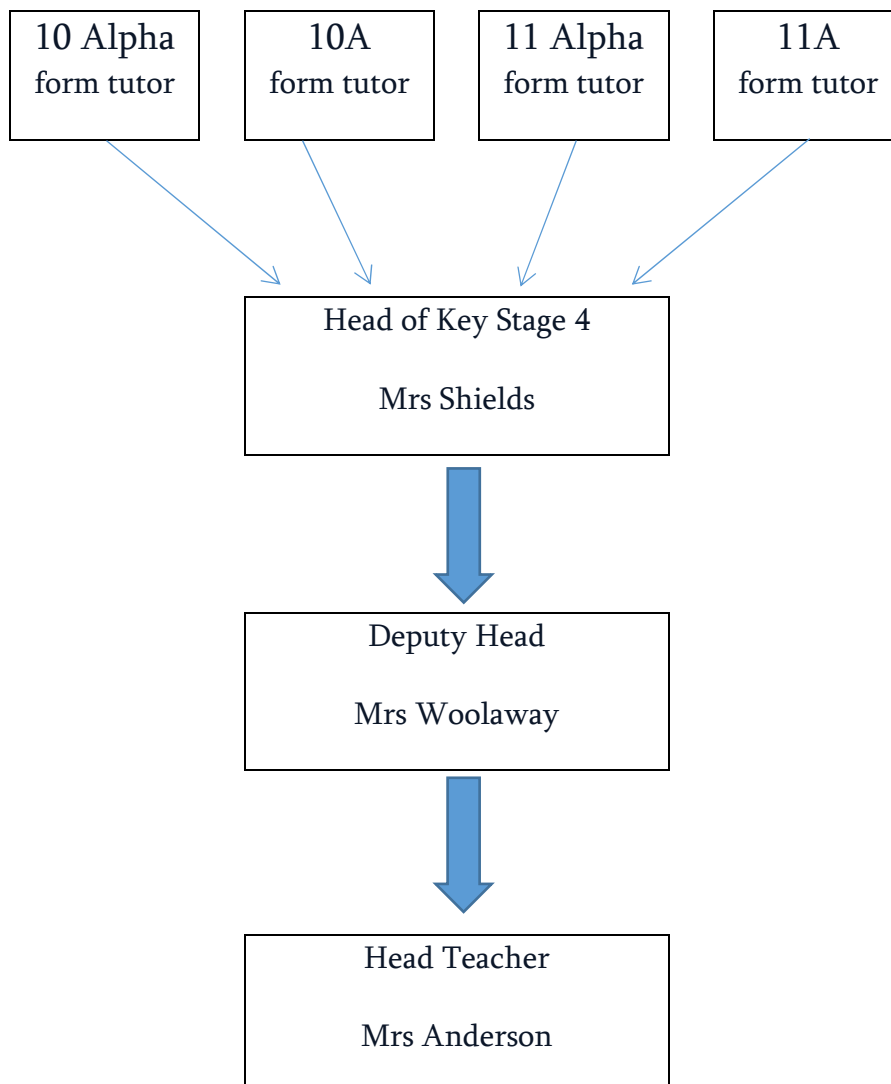 10 Alpha
form tutor
10A
form tutor
11 Alpha
form tutor
11A
form tutor
Head of Key Stage 4
Mrs Shields
Deputy Head
Mrs Woolaway
Head Teacher
Mrs Anderson